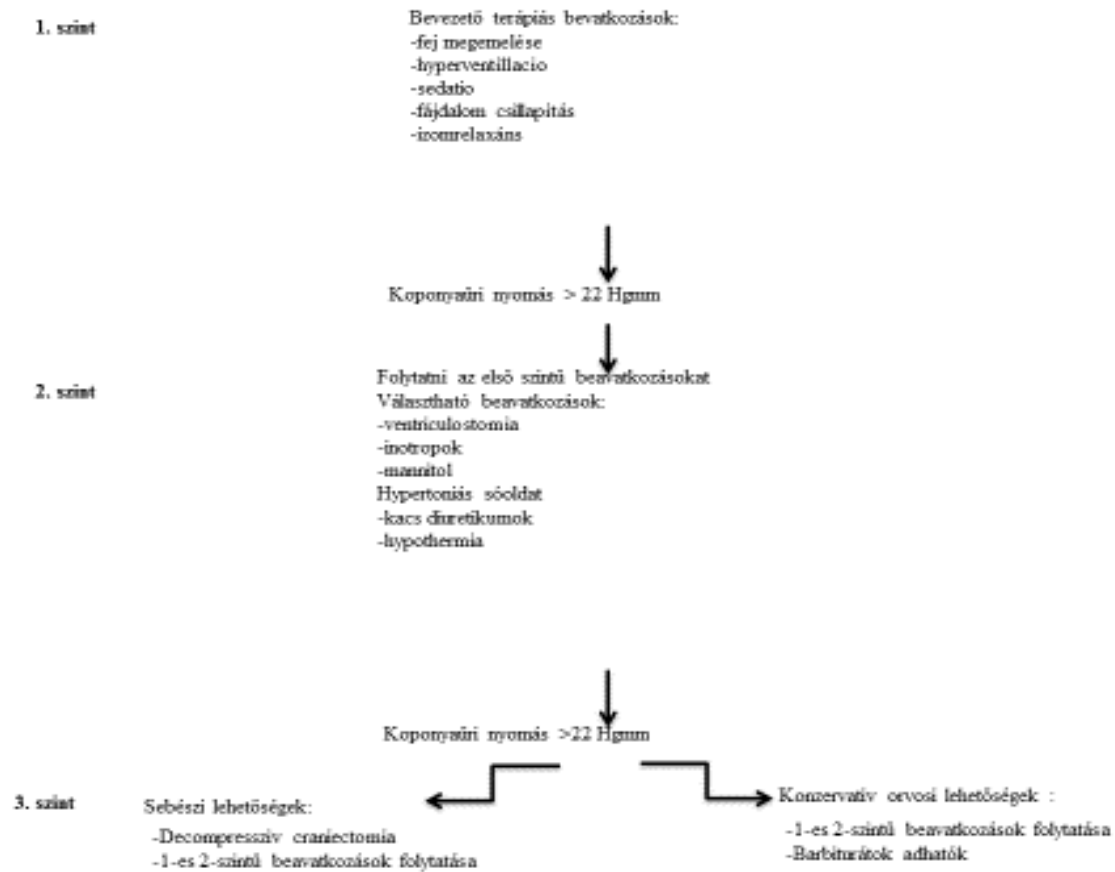 1. szint
Bevezető terápiás bevatkozások:
-fej megemelése
-hyperventillacio
-sedatio
-fájdalom csillapítás
-izomrelaxáns
Koponyaűri nyomás > 22 Hgmm
2. szint
Folytatni az első szintű beavatkozásokat
Választható beavatkozások:
-ventriculostomia
-inotropok
-mannitol
Hypertoniás sóoldat
-kacs diuretikumok
-hypothermia
Koponyaűri nyomás >22 Hgmm
3. szint
Sebészi lehetőségek:
-Decompressziv craniectomia
-1-es 2-szintű beavatkozások folytatása
Konzervatív orvosi lehetőségek :
-1-es 2-szintű beavatkozások folytatása
-Barbiturátok adhatók